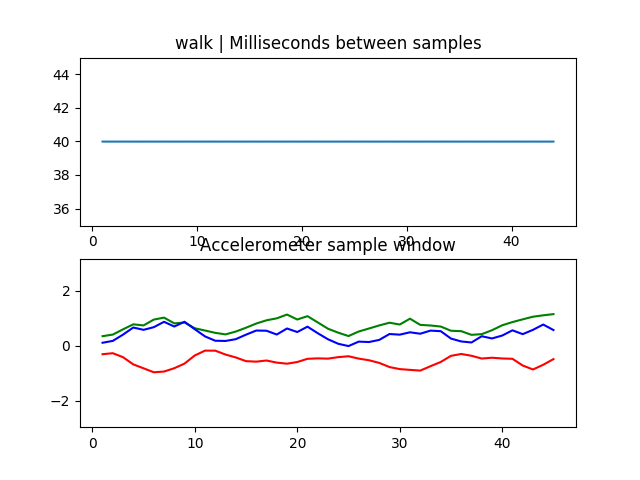 walk | Milliseconds between samples
44
42
40
38
36
0 10 20 30 40
Accelerometer sample window
2
0
−2
0 10 20 30 40